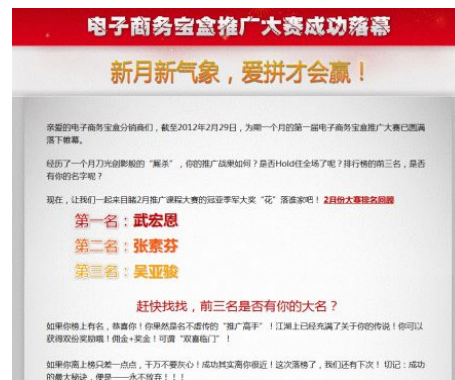 电子商务宝盒推广大赛成功落幕
新月新气象，爱拼才会赢！
亲爱的电子商务宝盒分销商们，截至2012年2月29日，为期一个月的第一届电子商务宝盒推广大赛已圆满
落下帷幕。
经历了一个月刀光剑影般的“厮杀”，你的推广战果如何？是否Hold住全场了呢？排行榜的前三名，是否
有你的名字呢？
现在，让我们一起来目睹2月推广课程大赛的冠亚季军大奖“花”落谁家吧！2月份大赛排名回顾
第一名：武宏恩
第二名：张素芬
第三名：吴亚骏
赶快找找，前三名是否有你的大名？
如果你榜上有名，恭喜你！你果然是名不虚传的“推广高手”！江湖上已经充满了关于你的传说！你可以
获得双份奖励哦！佣金+奖金！可谓“双喜临门”！
如果你离上榜只差一点点，千万不要灰心！成功其实离你很近！这次落榜了，我们还有下次！切记：成功
的最大秘诀，便是——永不放弃！！！